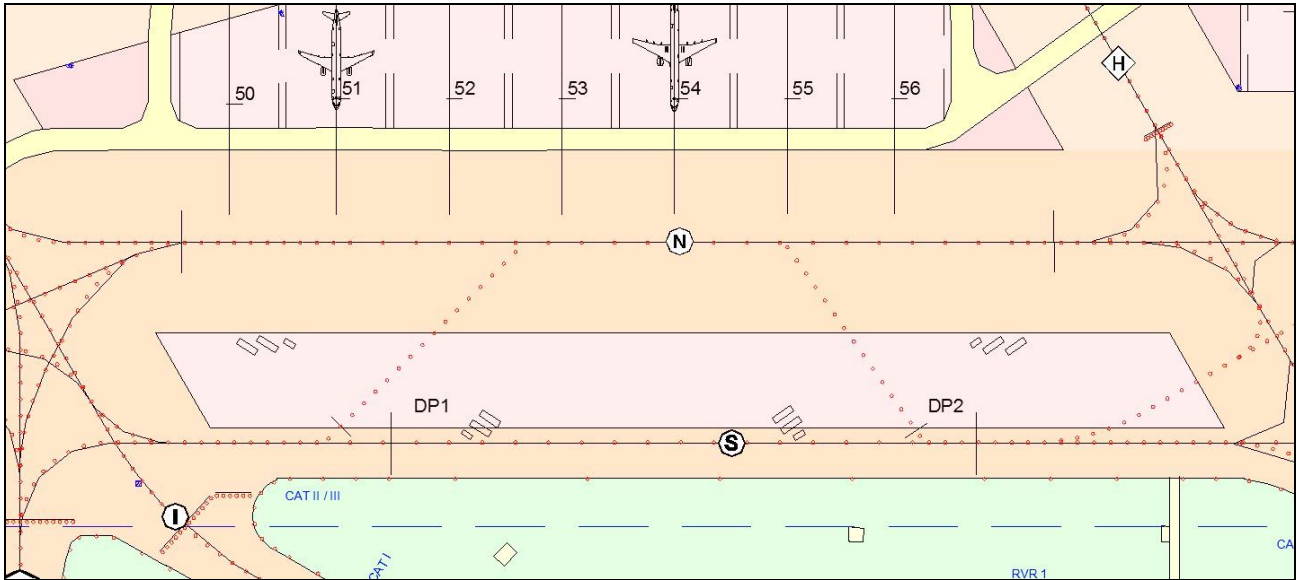 50
51
52
53
54
55
56
H
N
DP1
DP2
S
CAT II / III
I
CAT I
RVR 1
CA